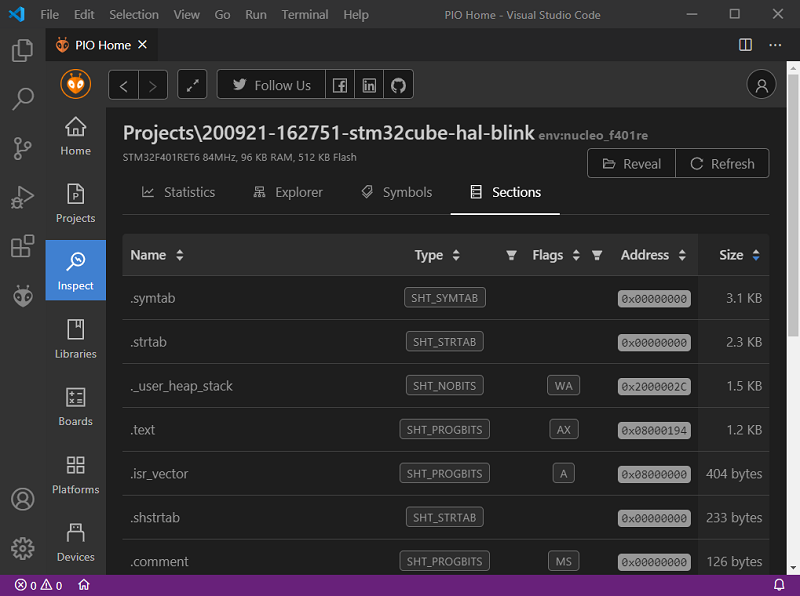 File Edit Selection View Go Run Terminal Help PIO Home - Visual Studio Code
PIO Home
Follow Us
Home
Projects
Inspect
Libraries
Boards
Platforms
Devices
Projects\200921-162751-stm32cube-hal-blink env:nucleo_f401re
STM32F401RET6 84MHz, 96 KB RAM, 512 KB Flash
Reveal Refresh
Statistics Explorer Symbols Sections
Name Type Flags Address Size
.symtab SHT_SYMTAB 0x00000000 3.1 KB
.strtab SHT_STRTAB 0x00000000 2.3 KB
._user_heap_stack SHT_NOBITS WA 0x2000002C 1.5 KB
.text SHT_PROGBITS AX 0x08000194 1.2 KB
.isr_vector SHT_PROGBITS A 0x08000000 404 bytes
.shstrtab SHT_STRTAB 0x00000000 233 bytes
.comment SHT_PROGBITS MS 0x00000000 126 bytes
0 0